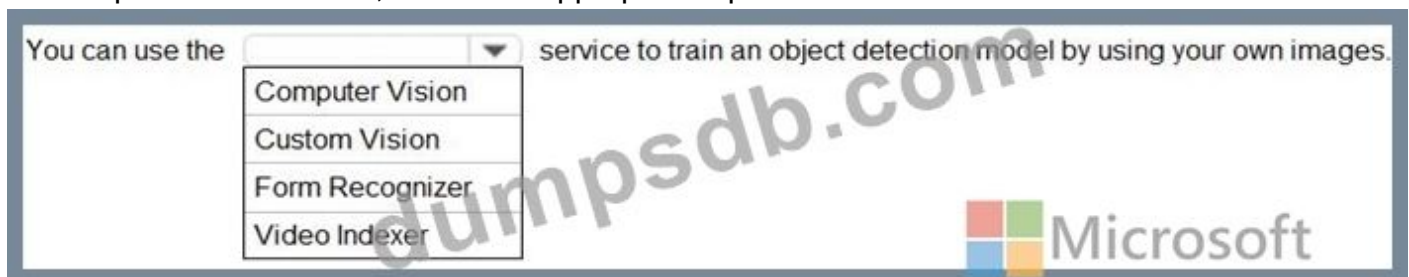 You can use the service to train an object detection model by using your own images.
Computer Vision
Custom Vision
Form Recognizer
Video Indexer
dumpsdb.com
Microsoft